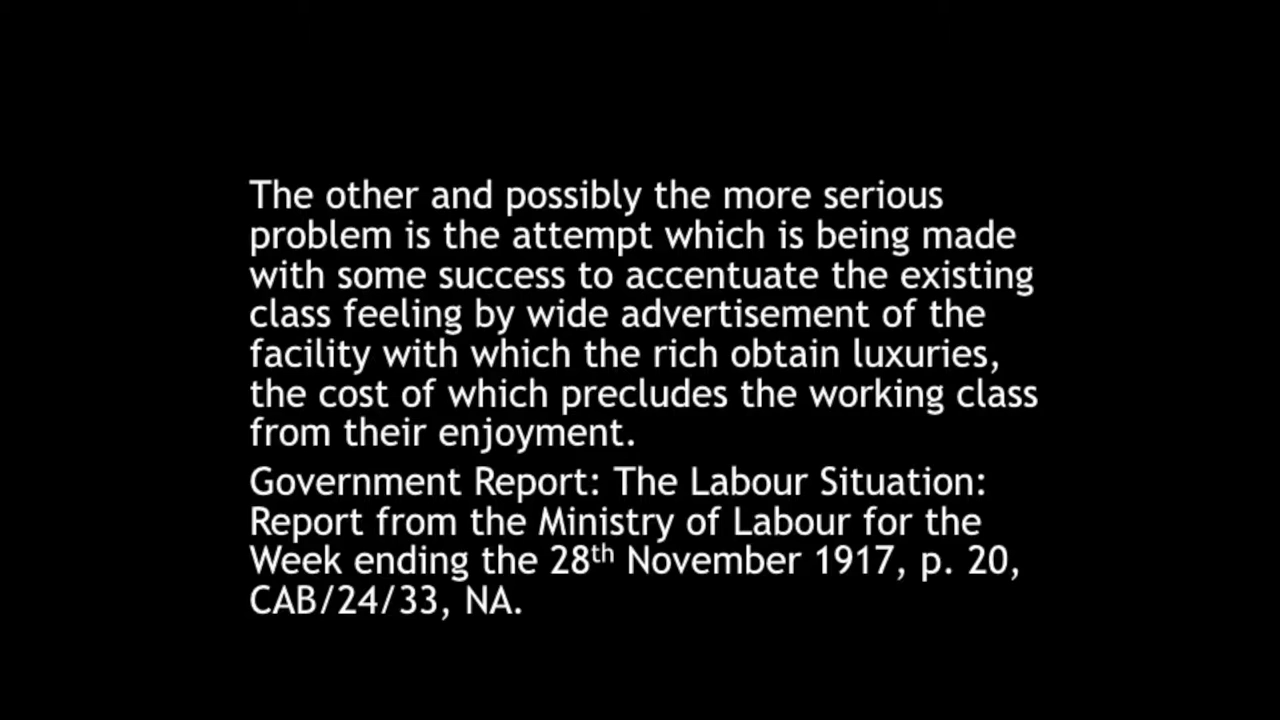 The other and possibly the more serious
problem is the attempt which is being made
with some success to accentuate the existing
class feeling by wide advertisement of the
facility with which the rich obtain luxuries,
the cost of which precludes the working class
from their enjoyment.
Government Report: The Labour Situation:
Report from the Ministry of Labour for the
Week ending the 28th November 1917, p. 20,
CAB/24/33, NA.